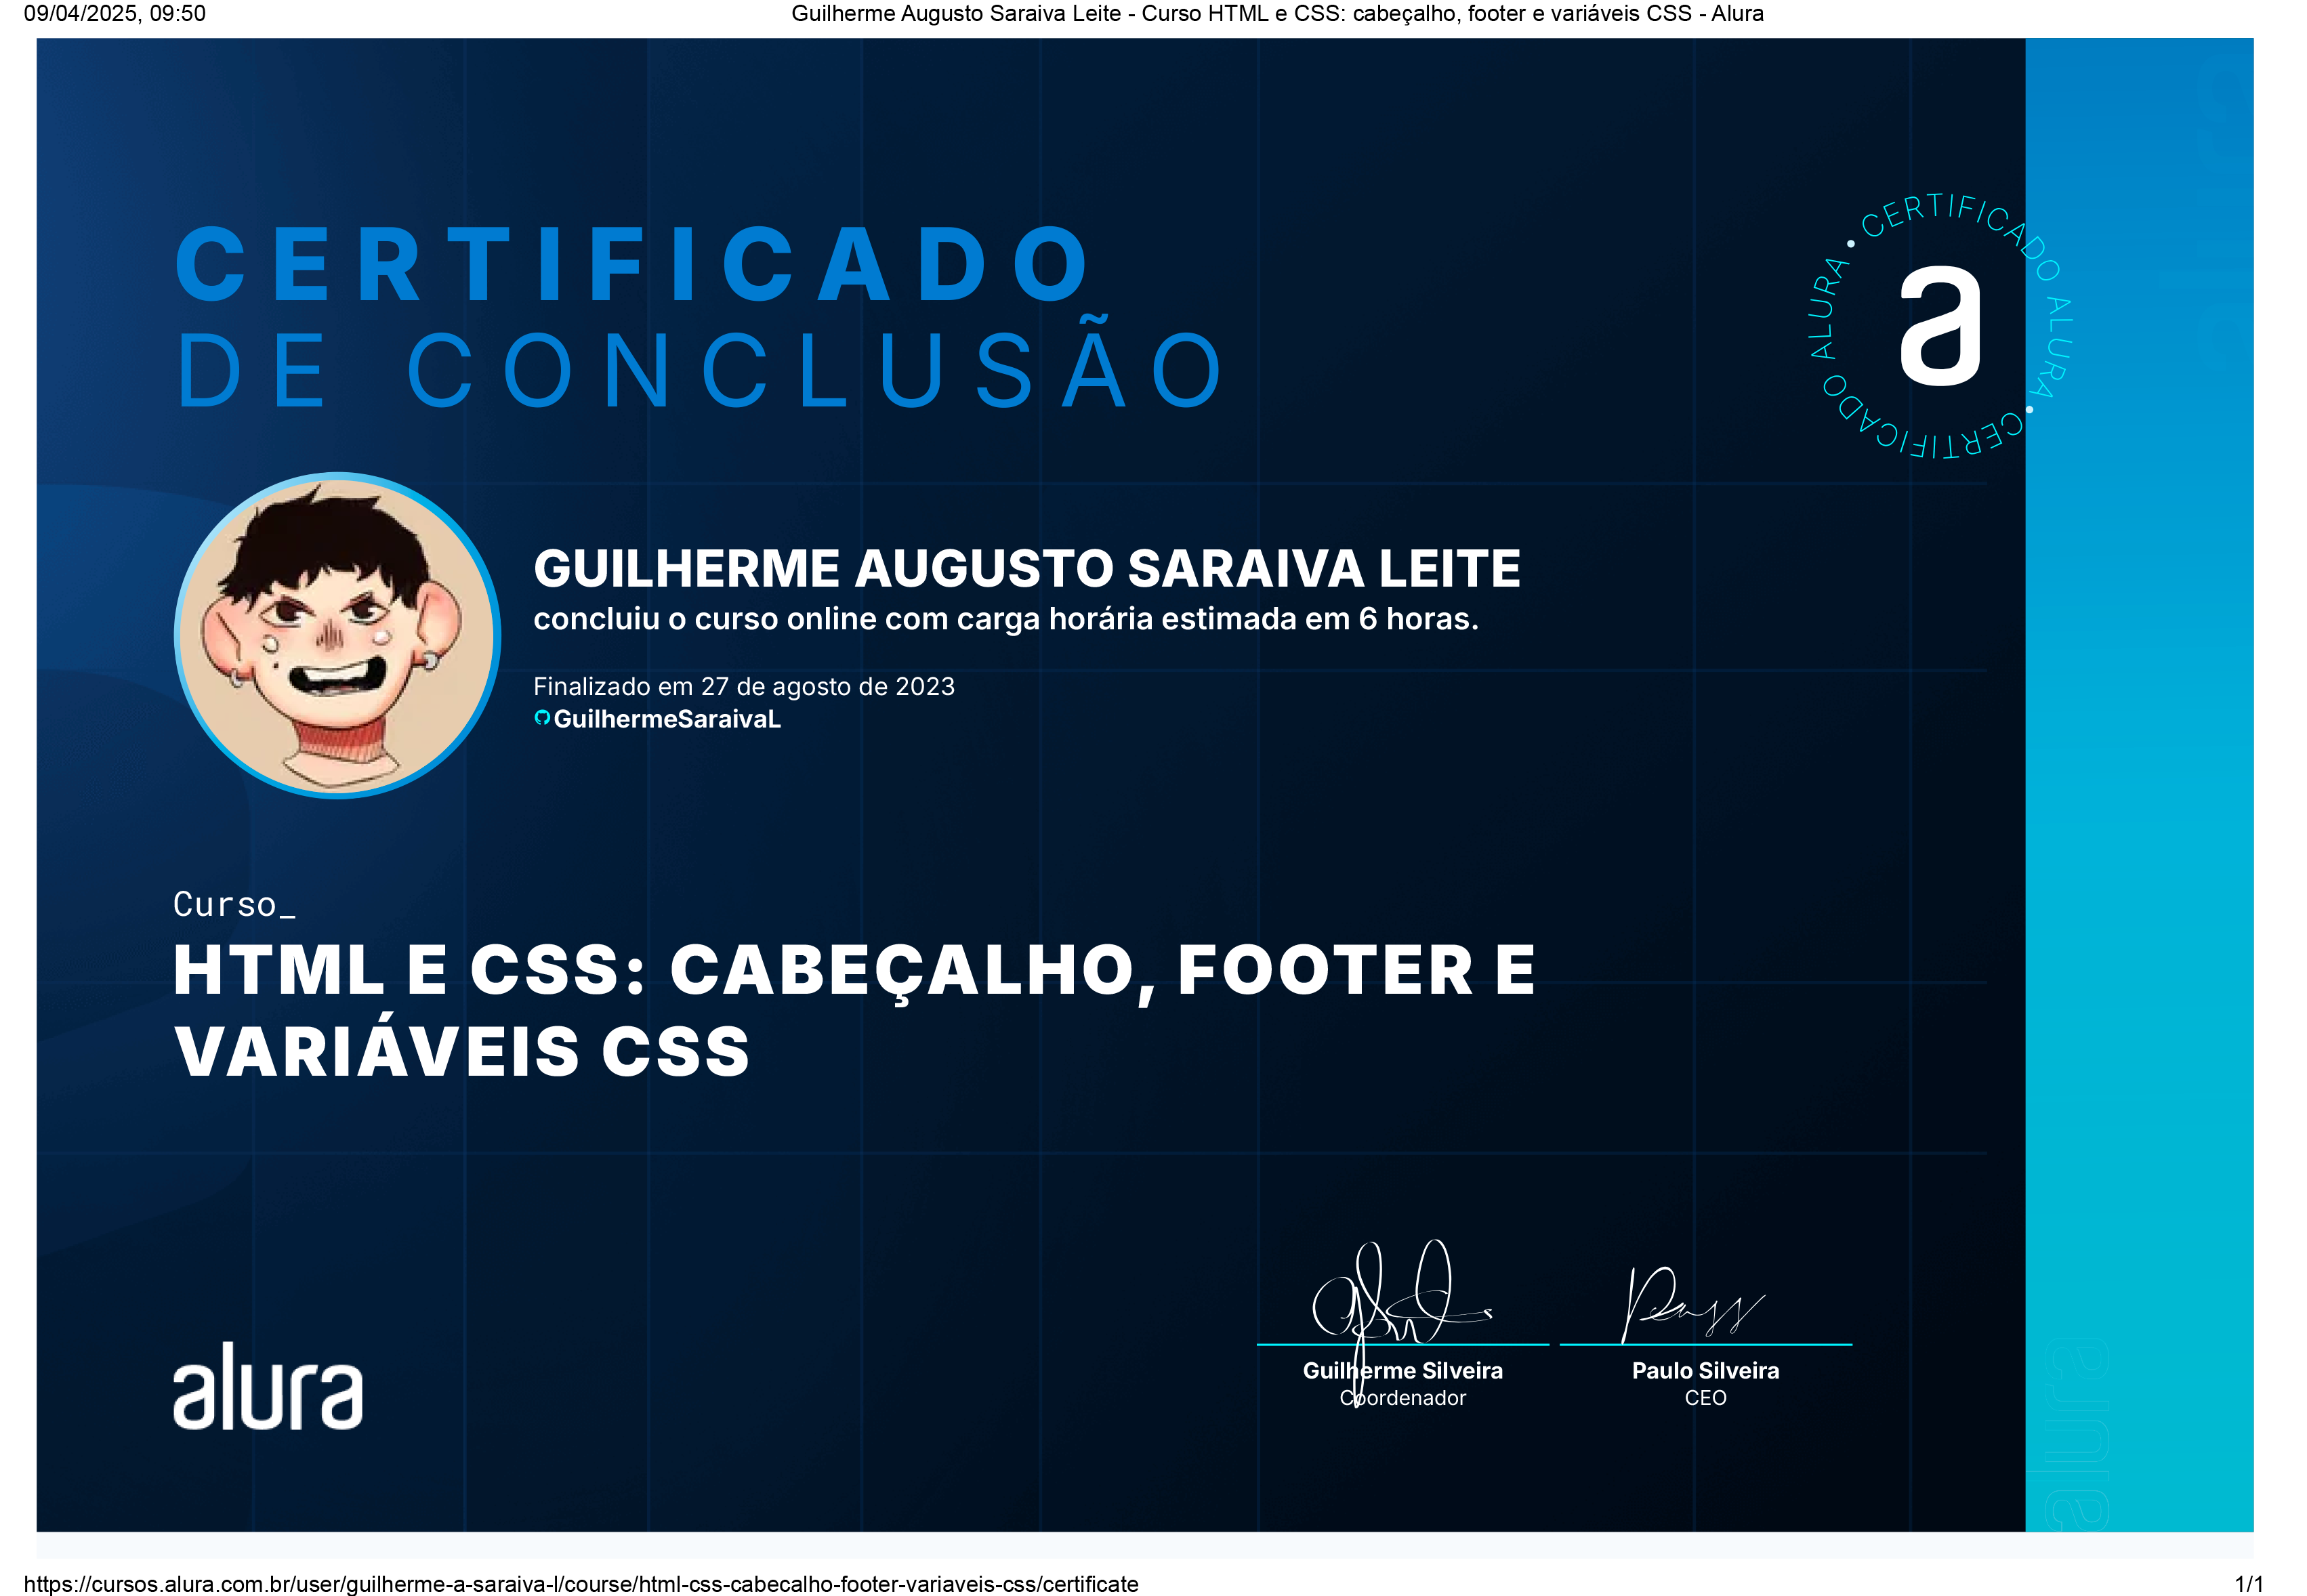 09/04/2025, 09:50
Guilherme Augusto Saraiva Leite - Curso HTML e CSS: cabeçalho, footer e variáveis CSS - Alura
CERTIFICADO
DE CONCLUSÃO
• CERTIFICADO ALURA • CERTIFICADO ALURA
a
GUILHERME AUGUSTO SARAIVA LEITE
concluiu o curso online com carga horária estimada em 6 horas.
Finalizado em 27 de agosto de 2023
GuilhermeSaraivaL
Curso_
HTML E CSS: CABEÇALHO, FOOTER E
VARIÁVEIS CSS
Guilherme Silveira
Coordenador
Paulo Silveira
CEO
alura
alura
https://cursos.alura.com.br/user/guilherme-a-saraiva-l/course/html-css-cabecalho-footer-variaveis-css/certificate
1/1